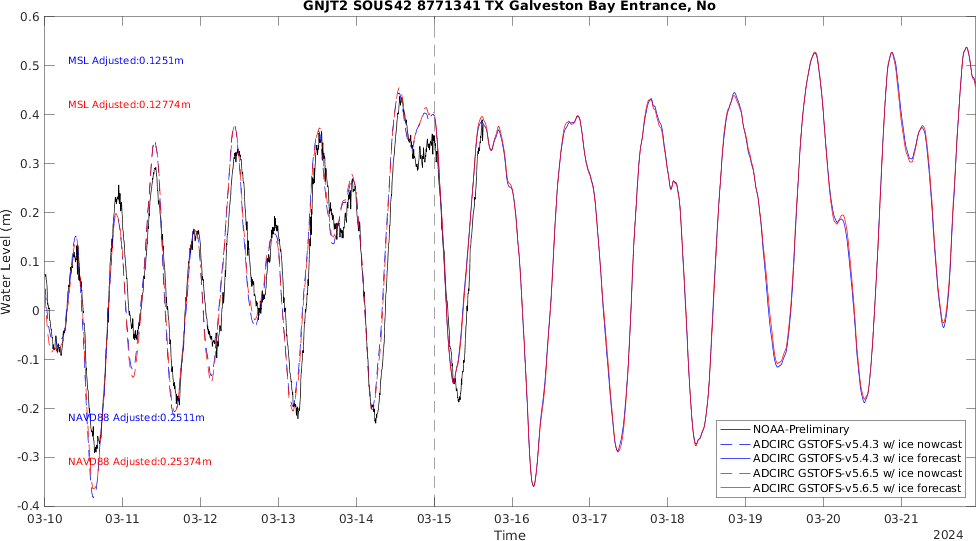 GNJT2 SOUS42 8771341 TX Galveston Bay Entrance, No
0.6
0.5
0.4
0.3
0.2
0.1
0
-0.1
-0.2
-0.3
-0.4
Water Level (m)
MSL Adjusted:0.1251m
MSL Adjusted:0.12774m
NAVD88 Adjusted:0.2511m
NAVD88 Adjusted:0.25374m
NOAA-Preliminary
ADCIRC GSTOFS-v5.4.3 w/ ice nowcast
ADCIRC GSTOFS-v5.4.3 w/ ice forecast
ADCIRC GSTOFS-v5.6.5 w/ ice nowcast
ADCIRC GSTOFS-v5.6.5 w/ ice forecast
03-10 03-11 03-12 03-13 03-14 03-15 03-16 03-17 03-18 03-19 03-20 03-21
Time
2024